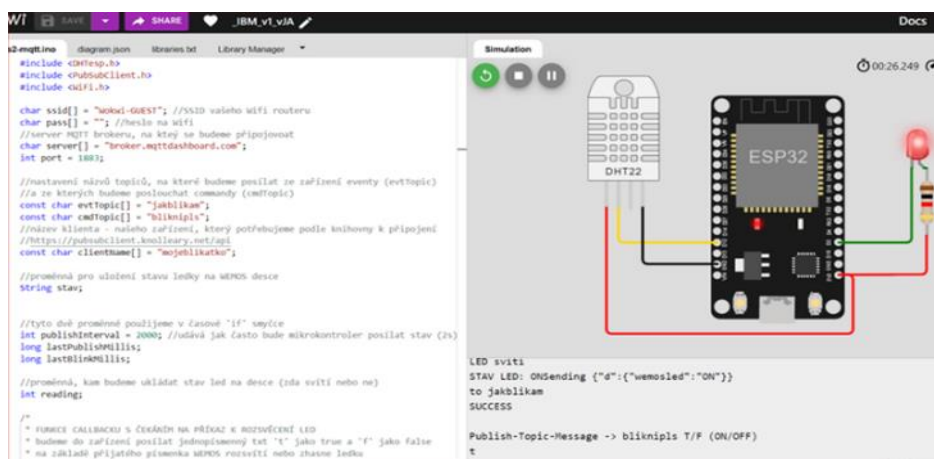 Wi SAVE SHARE _IBM_v1_vJA Docs
s2-mqtt.ino diagram.json libraries.txt Library Manager
#include <DHTesp.h>
#include <PubSubClient.h>
#include <WiFi.h>
char ssid[] = "Wokwi-GUEST"; //SSID vašeho Wifi routeru
char pass[] = ""; //heslo na Wifi
//server MQTT brokeru, na ktey se budeme připojovat
char server[] = "broker.mqttdashboard.com";
int port = 1883;
//nastavení názvů topiců, na které budeme posílat ze zařízení eventy (evtTopic)
//a ze kterých budeme poslouchat commandy (cmdTopic)
const char evtTopic[] = "jakblikam";
const char cmdTopic[] = "bliknipls";
//název klienta - našeho zařízení, který potřebujeme podle knihovny k připojení
//https://pubsubclient.knolleary.net/api
const char clientName[] = "mojeblikatko";
//proměnná pro uložení stavu ledky na WEMOS desce
String stav;
//tyto dvě proměnné použijeme v časové 'if' smyčce
int publishInterval = 2000; //udává jak často bude mikrokontroler posílat stav (2s)
long lastPublishMillis;
long lastBlinkMillis;
//proměnná, kam budeme ukládat stav led na desce (zda svítí nebo ne)
int reading;
/*
* FUNKCE CALLBACKU S ČEKÁNÍM NA PŘÍKAZ K ROZSVÍCENÍ LED
* budeme do zařízení posílat jednopísmenný txt 't' jako true a 'f' jako false
* na základě přijatého písmenka WEMOS rozsvítí nebo zhasne ledku
Simulation
00:26.249
DHT22
ESP32
LED sviti
STAV LED: ONSending {"d":{"wemosled":"ON"}}
to jakblikam
SUCCESS
Publish-Topic-Message -> bliknipls T/F (ON/OFF)
t